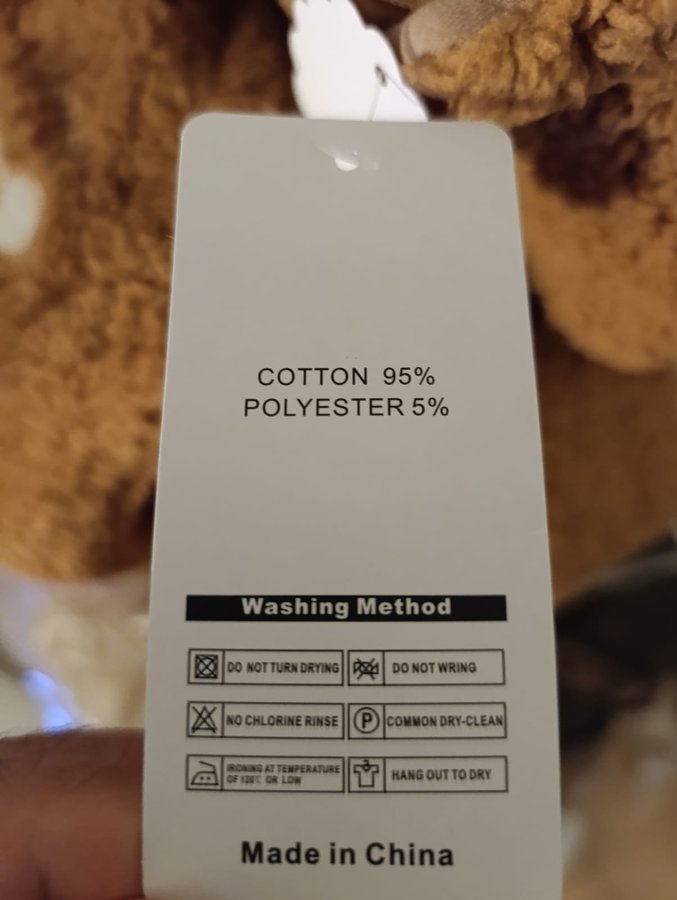 COTTON 95%
POLYESTER 5%
Washing Method
DO NOT TURN DRYING
DO NOT WRING
NO CHLORINE RINSE
P
COMMON DRY-CLEAN
IRONING AT TEMPERATURE
OF 120℃ OR LOW
HANG OUT TO DRY
Made in China